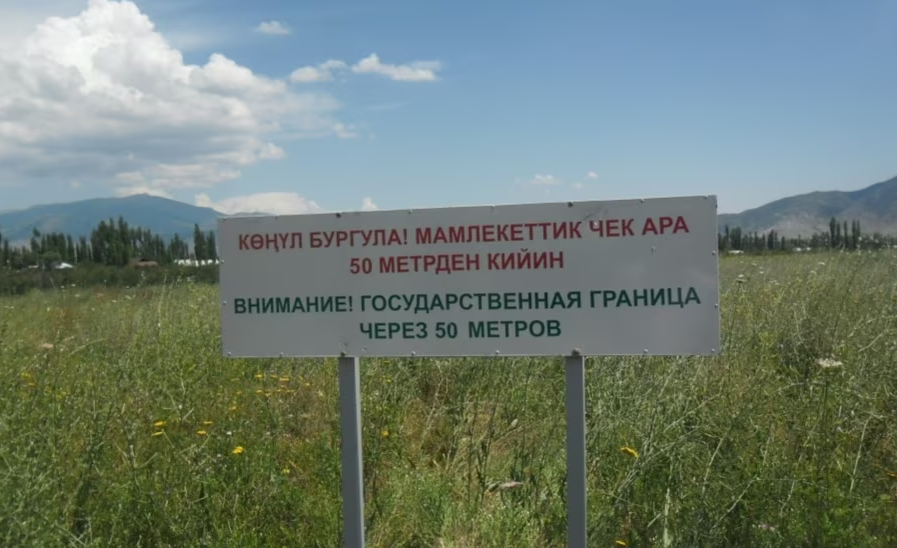 КӨҢҮЛ БУРГУЛА! МАМЛЕКЕТТИК ЧЕК АРА
50 МЕТРДЕН КИЙИН
ВНИМАНИЕ! ГОСУДАРСТВЕННАЯ ГРАНИЦА
ЧЕРЕЗ 50 МЕТРОВ